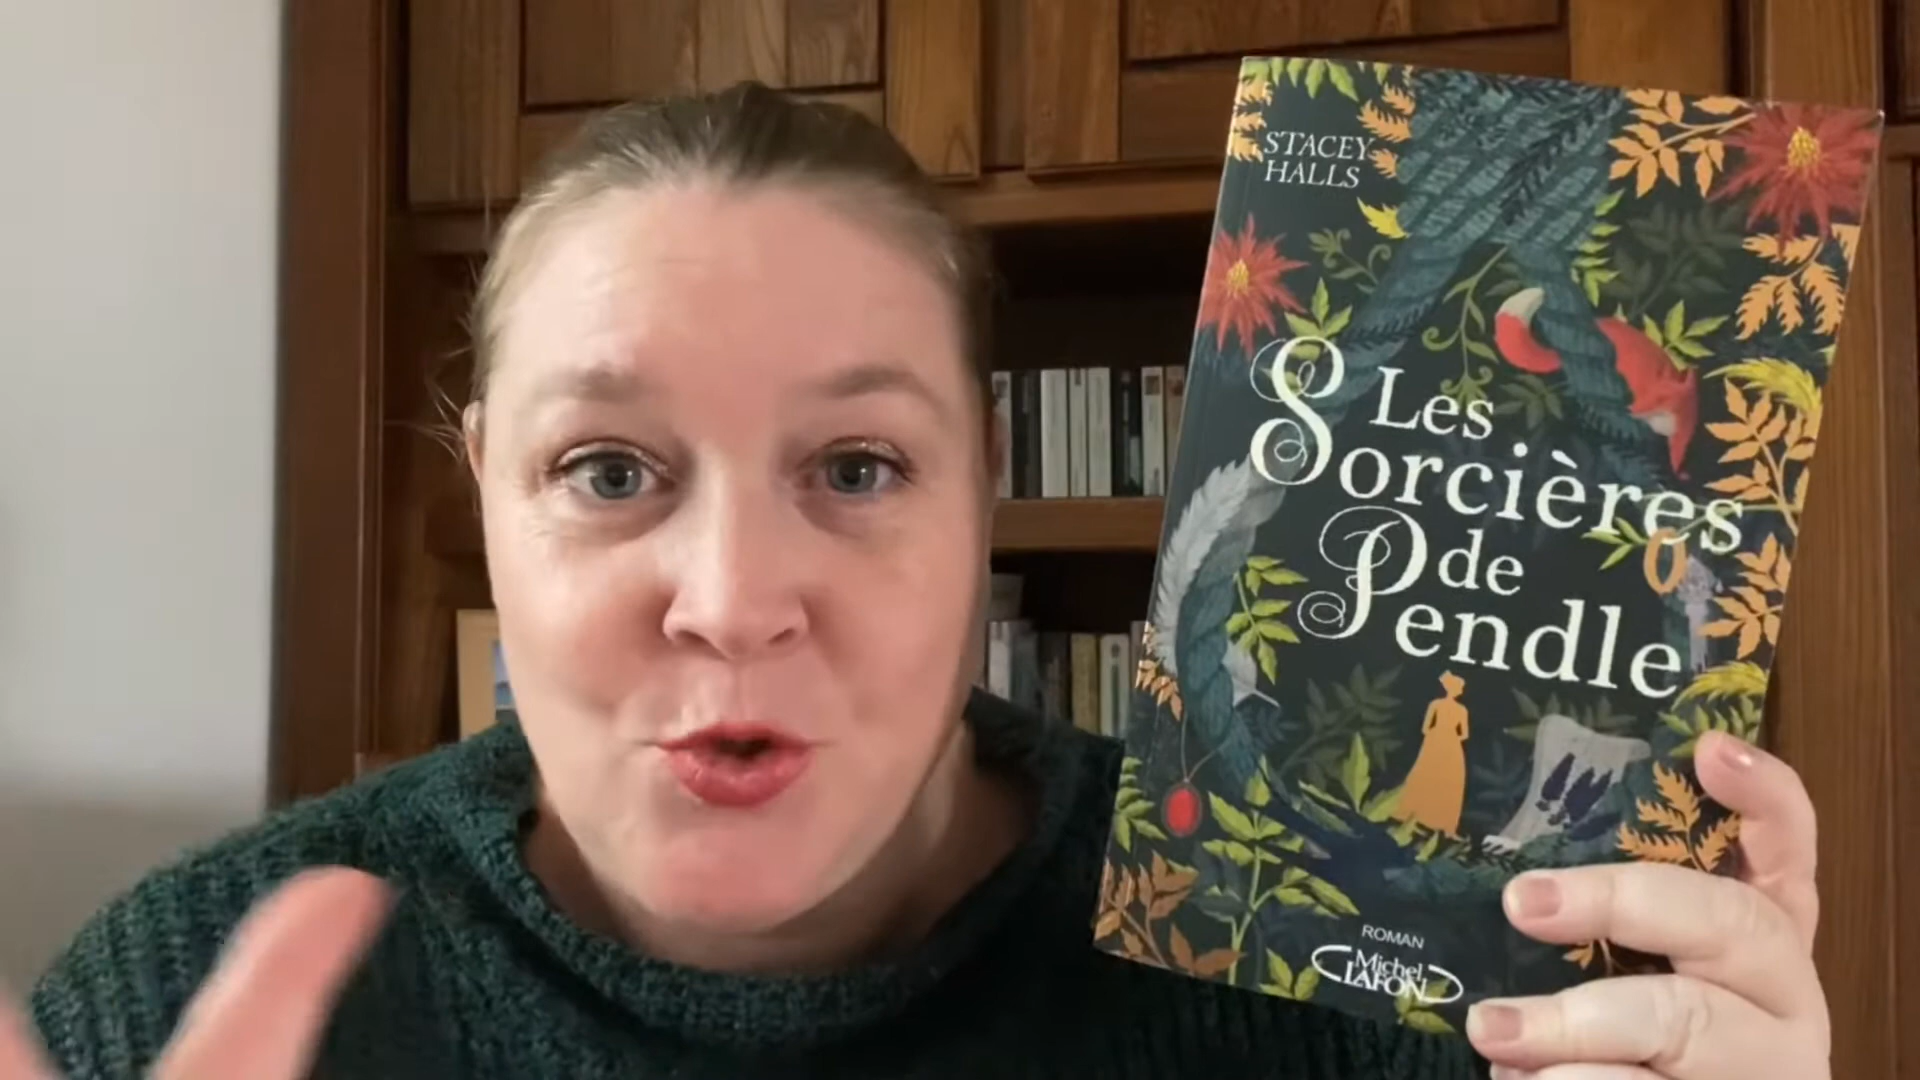 STACEY
HALLS
Les
Sorcières
de
Pendle
ROMAN
Michel
LAFON